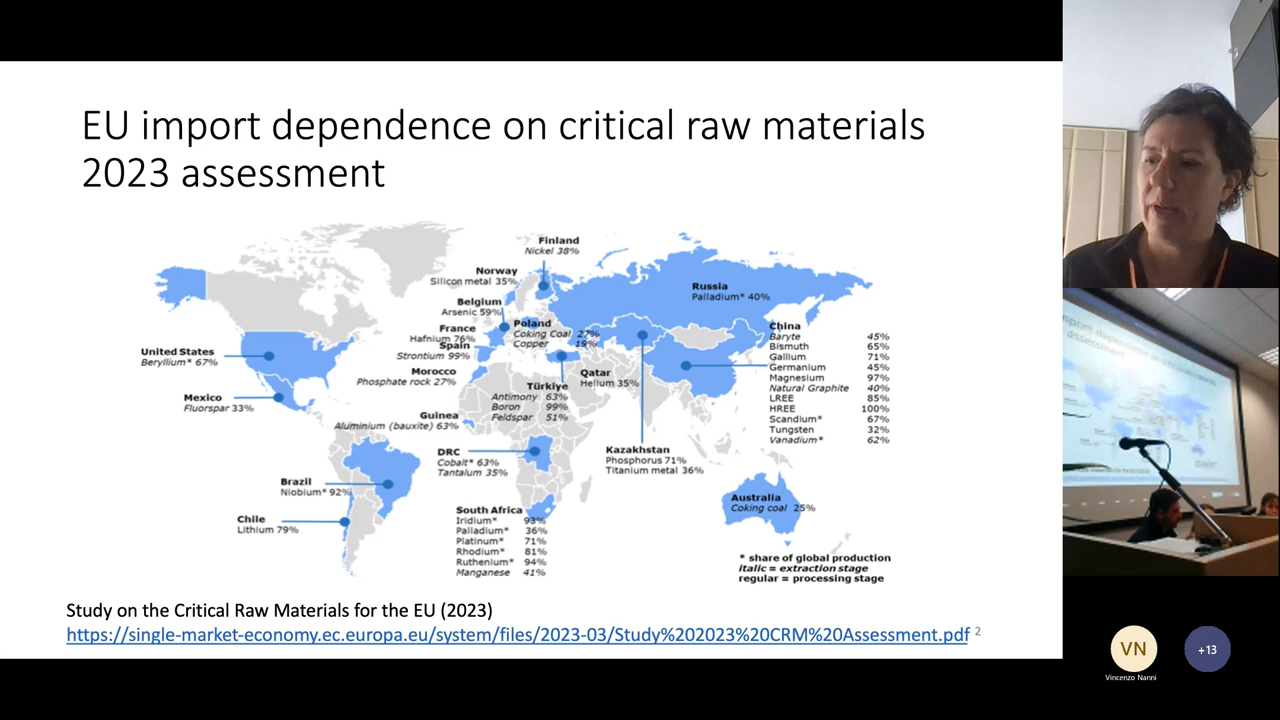 EU import dependence on critical raw materials
2023 assessment
Finland
Nickel 38%
Norway
Silicon metal 35%
Belgium
Arsenic 59%
France
Hafnium 76%
Spain
Strontium 99%
Poland
Coking Coal 27%
Copper 19%
Russia
Palladium* 40%
United States
Beryllium* 67%
Mexico
Fluorspar 33%
Morocco
Phosphate rock 27%
Türkiye
Antimony 63%
Boron 99%
Feldspar 51%
Qatar
Helium 35%
China
Baryte 45%
Bismuth 65%
Gallium 71%
Germanium 45%
Magnesium 97%
Natural Graphite 40%
LREE 85%
HREE 100%
Scandium* 67%
Tungsten 32%
Vanadium* 62%
Guinea
Aluminium (bauxite) 63%
DRC
Cobalt* 63%
Tantalum 35%
Kazakhstan
Phosphorus 71%
Titanium metal 36%
Brazil
Niobium* 92%
Chile
Lithium 79%
South Africa
Iridium* 93%
Palladium* 36%
Platinum* 71%
Rhodium* 81%
Ruthenium* 94%
Manganese 41%
Australia
Coking coal 25%
* share of global production
italic = extraction stage
regular = processing stage
Study on the Critical Raw Materials for the EU (2023)
https://single-market-economy.ec.europa.eu/system/files/2023-03/Study%202023%20CRM%20Assessment.pdf 2
VN
Vincenzo Nanni
+13